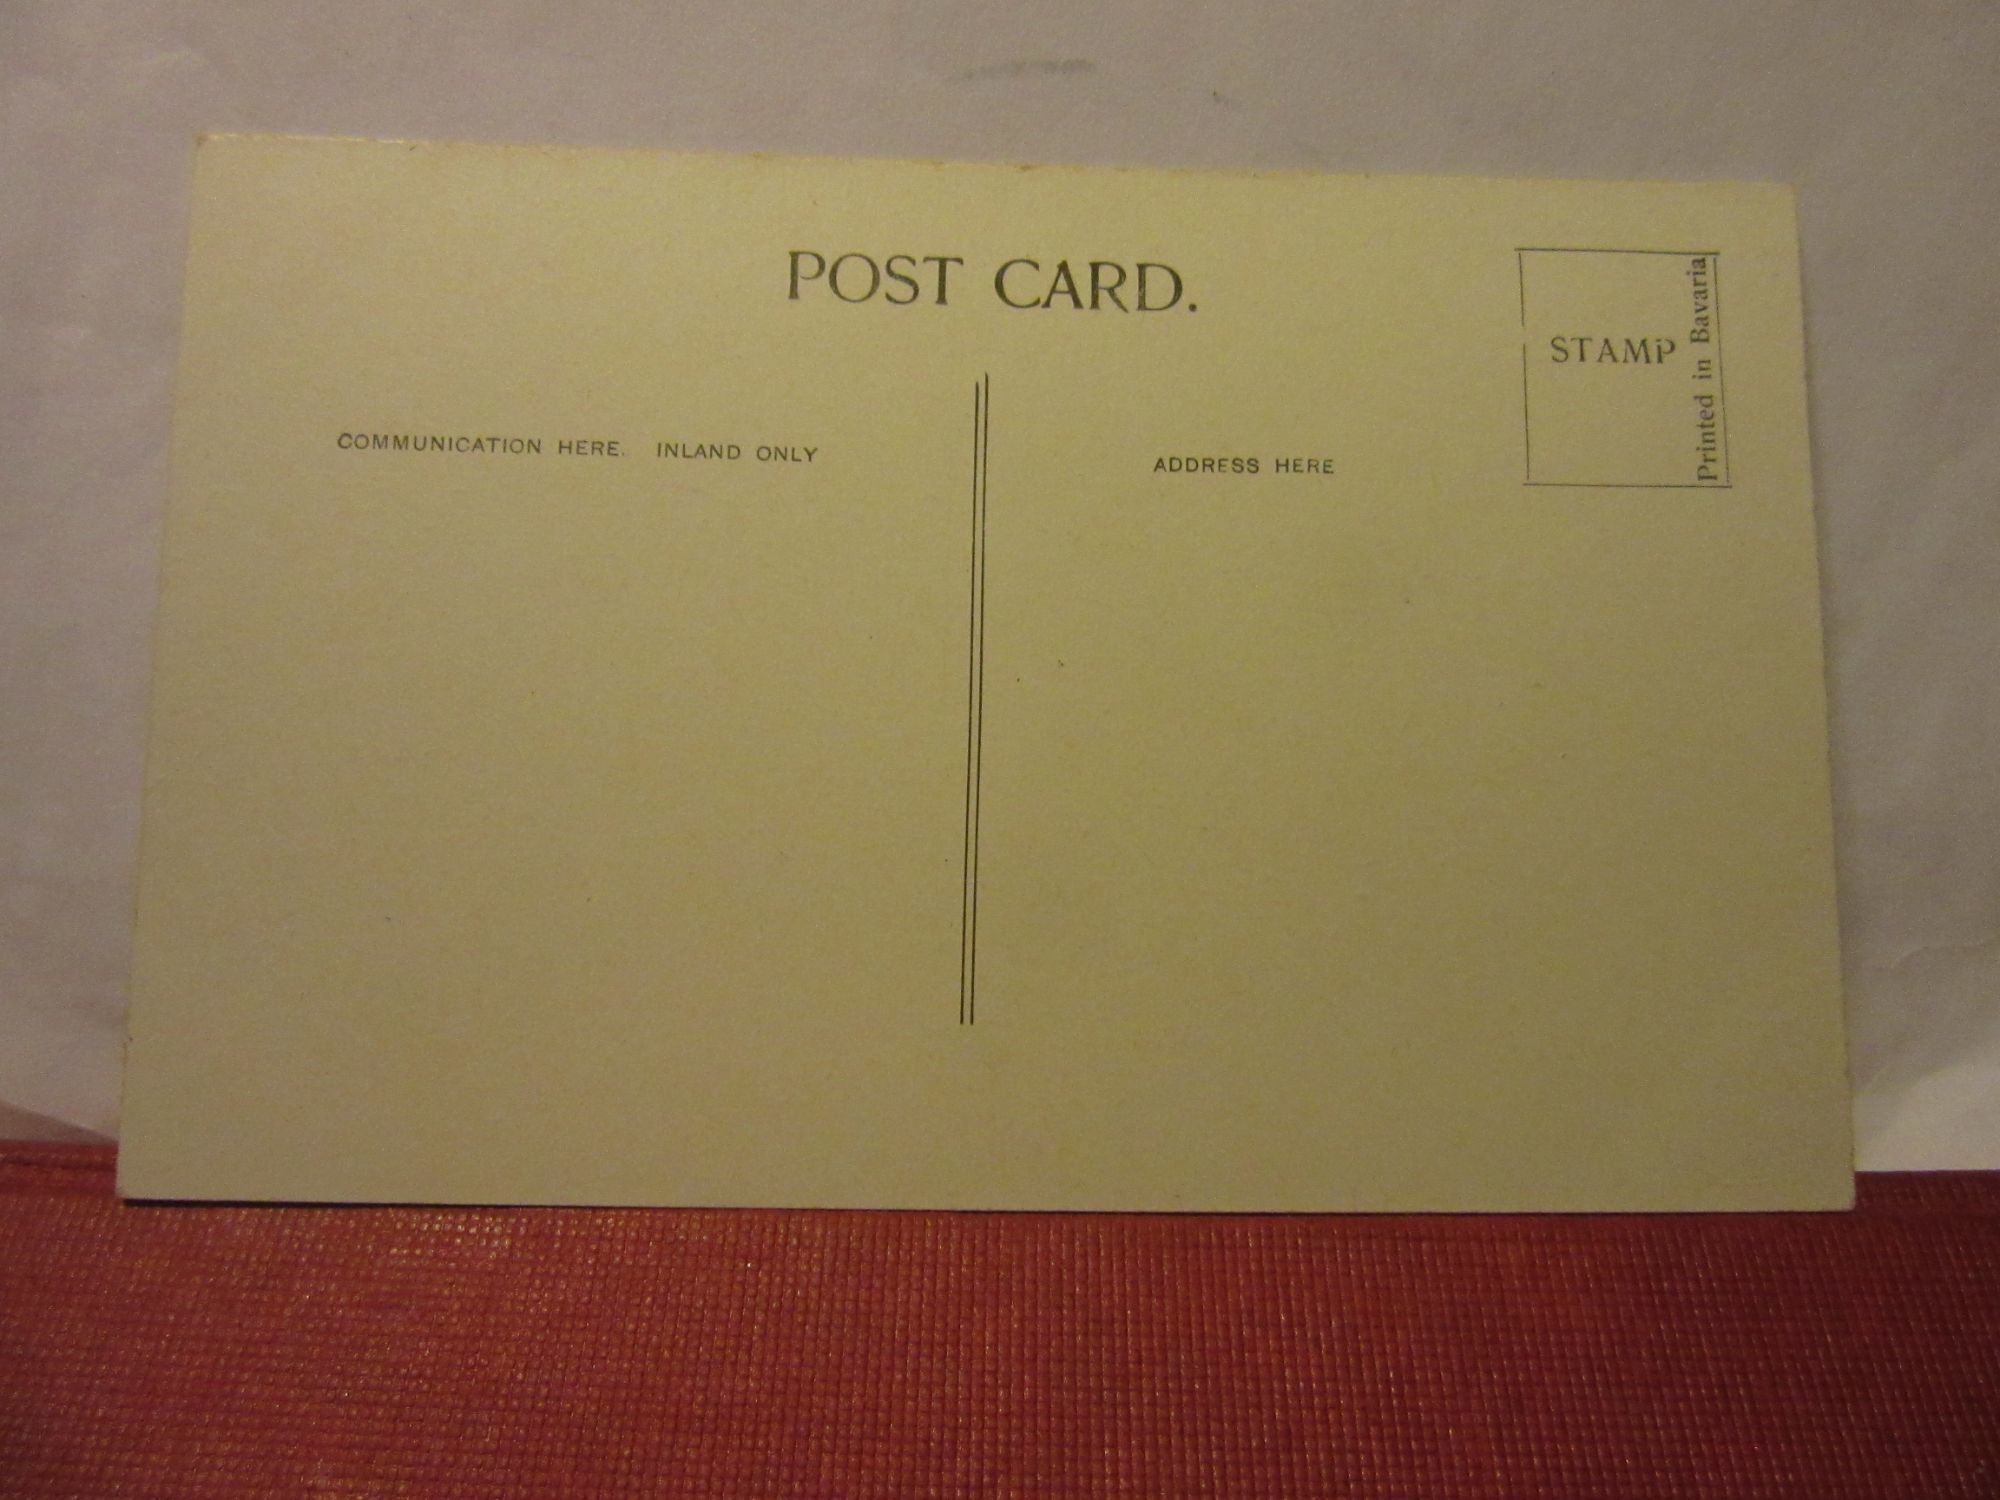 POST CARD.
COMMUNICATION HERE. INLAND ONLY
ADDRESS HERE
STAMP
Printed in Bavaria